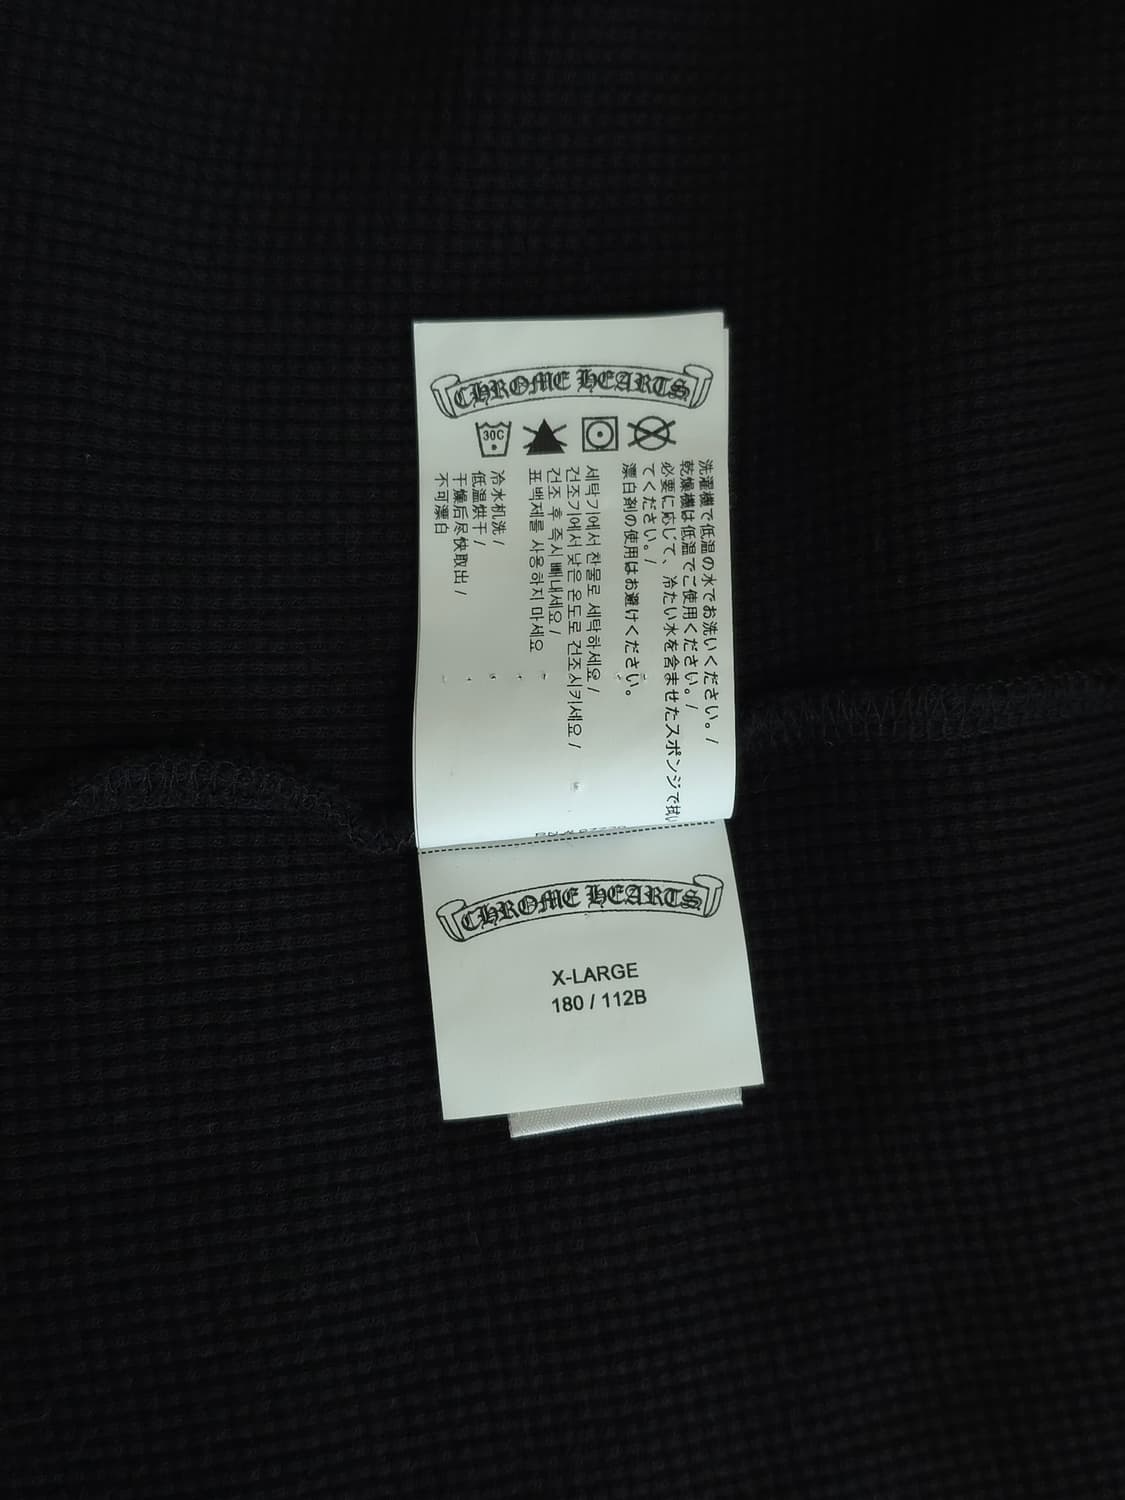 CHROME HEARTS
30C
洗濯機で低温の水でお洗いください。/
乾燥機は低温でご使用ください。/
必要に応じて、冷たい水を含ませたスポンジで拭い
てください。/
漂白剤の使用はお避けください。
세탁기에서 찬물로 세탁하세요 /
건조기에서 낮은 온도로 건조시키세요 /
건조 후 즉시 빼내세요 /
표백제를 사용하지 마세요
冷水机洗 /
低温烘干 /
干燥后尽快取出 /
不可漂白
CHROME HEARTS
X-LARGE
180 / 112B